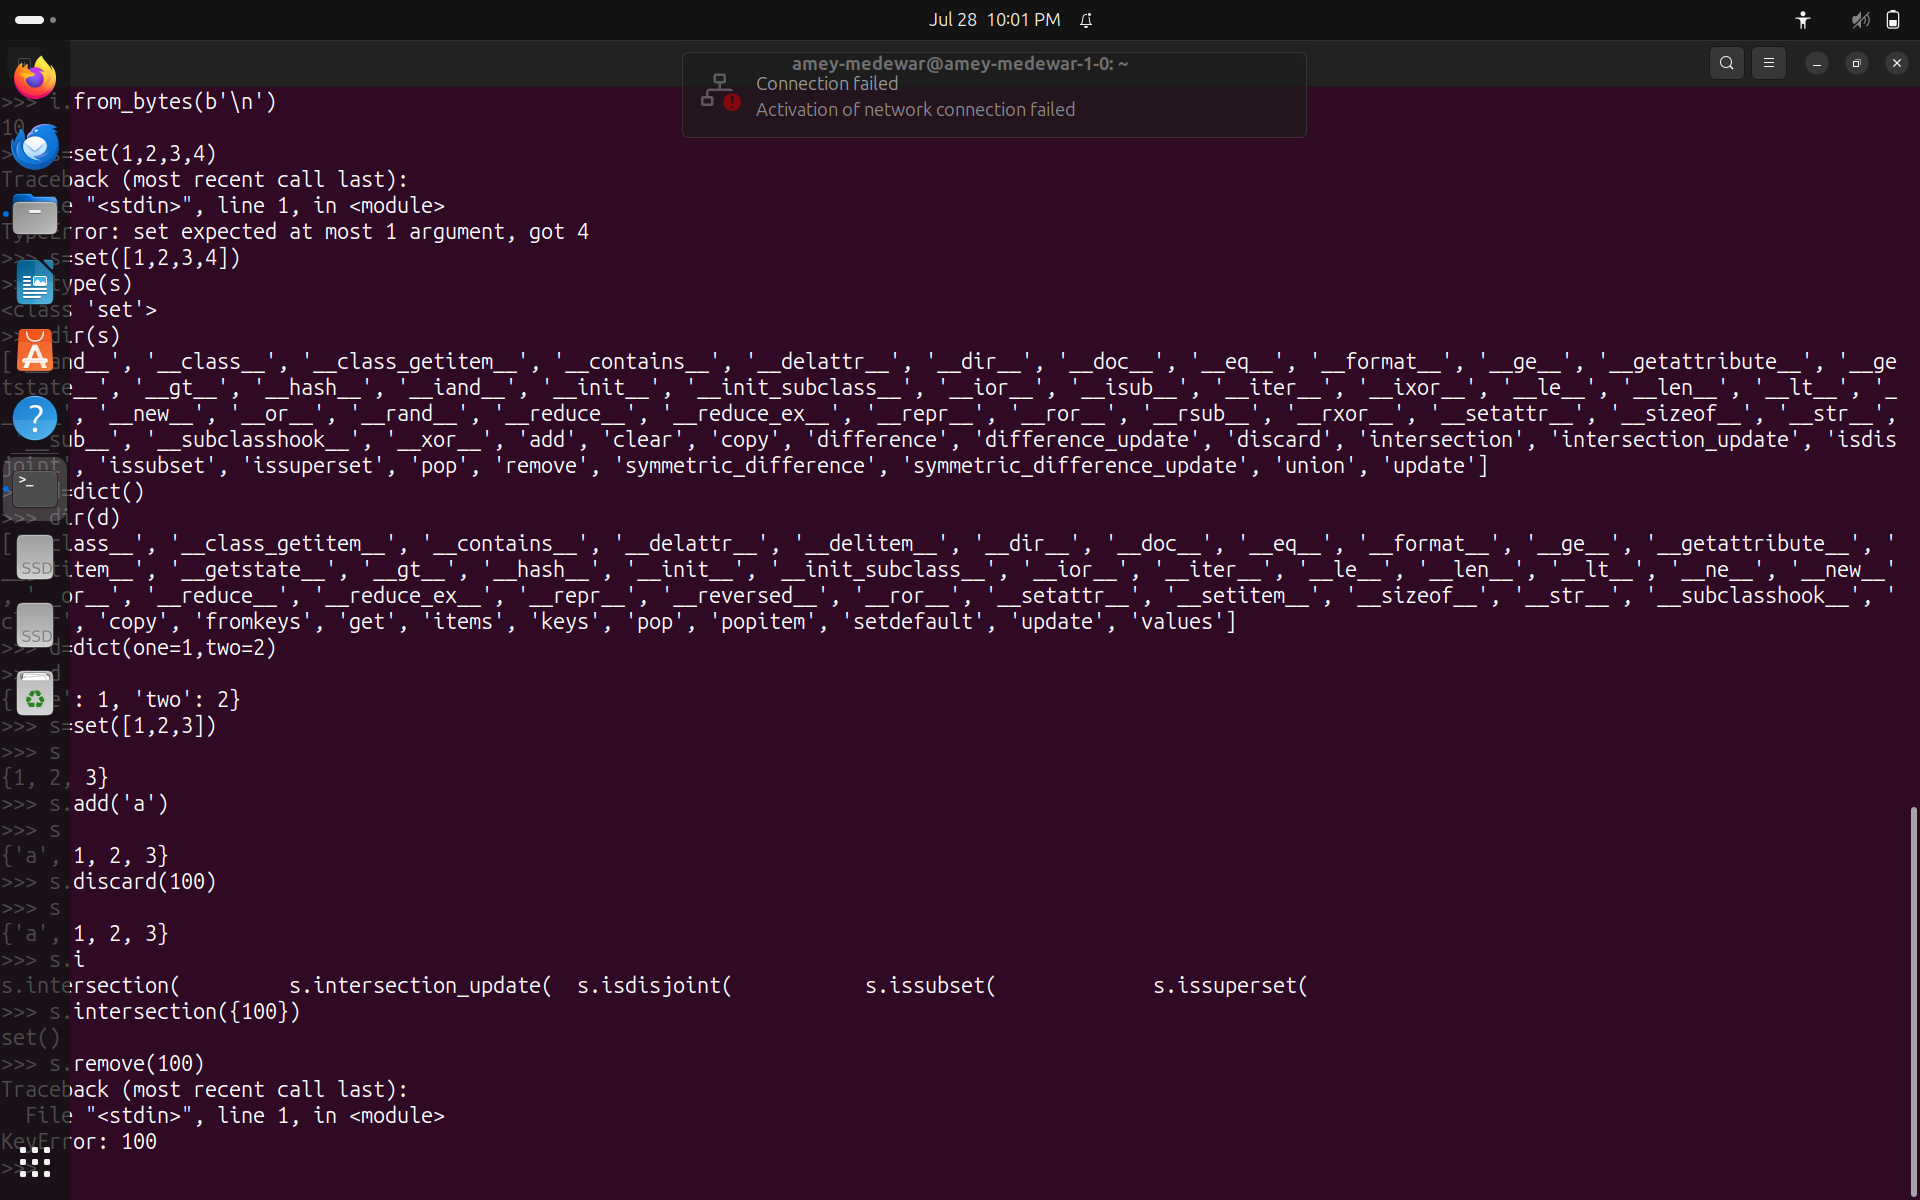 Jul 28 10:01 PM
amey-medewar@amey-medewar-1-0: ~
Connection failed
Activation of network connection failed
>>> i.from_bytes(b'\n')
10
=set(1,2,3,4)
Traceback (most recent call last):
"<stdin>", line 1, in <module>
TypeError: set expected at most 1 argument, got 4
>>> s=set([1,2,3,4])
type(s)
<class 'set'>
dir(s)
and__', '__class__', '__class_getitem__', '__contains__', '__delattr__', '__dir__', '__doc__', '__eq__', '__format__', '__ge__', '__getattribute__', '__ge
tstate__', '__gt__', '__hash__', '__iand__', '__init__', '__init_subclass__', '__ior__', '__isub__', '__iter__', '__ixor__', '__le__', '__len__', '__lt__', '_
', '__new__', '__or__', '__rand__', '__reduce__', '__reduce_ex__', '__repr__', '__ror__', '__rsub__', '__rxor__', '__setattr__', '__sizeof__', '__str__',
sub__', '__subclasshook__', '__xor__', 'add', 'clear', 'copy', 'difference', 'difference_update', 'discard', 'intersection', 'intersection_update', 'isdis
joint', 'issubset', 'issuperset', 'pop', 'remove', 'symmetric_difference', 'symmetric_difference_update', 'union', 'update']
=dict()
>>> dir(d)
lass__', '__class_getitem__', '__contains__', '__delattr__', '__delitem__', '__dir__', '__doc__', '__eq__', '__format__', '__ge__', '__getattribute__', '
item__', '__getstate__', '__gt__', '__hash__', '__init__', '__init_subclass__', '__ior__', '__iter__', '__le__', '__len__', '__lt__', '__ne__', '__new__'
, '__or__', '__reduce__', '__reduce_ex__', '__repr__', '__reversed__', '__ror__', '__setattr__', '__setitem__', '__sizeof__', '__str__', '__subclasshook__', '
', 'copy', 'fromkeys', 'get', 'items', 'keys', 'pop', 'popitem', 'setdefault', 'update', 'values']
>>> d=dict(one=1,two=2)
>>> d
': 1, 'two': 2}
>>> s=set([1,2,3])
>>> s
{1, 2, 3}
>>> s.add('a')
>>> s
{'a', 1, 2, 3}
>>> s.discard(100)
>>> s
{'a', 1, 2, 3}
>>> s.i
s.intersection( s.intersection_update( s.isdisjoint( s.issubset( s.issuperset(
>>> s.intersection({100})
set()
>>> s.remove(100)
Traceback (most recent call last):
File "<stdin>", line 1, in <module>
KeyError: 100
>>>
SSD
SSD